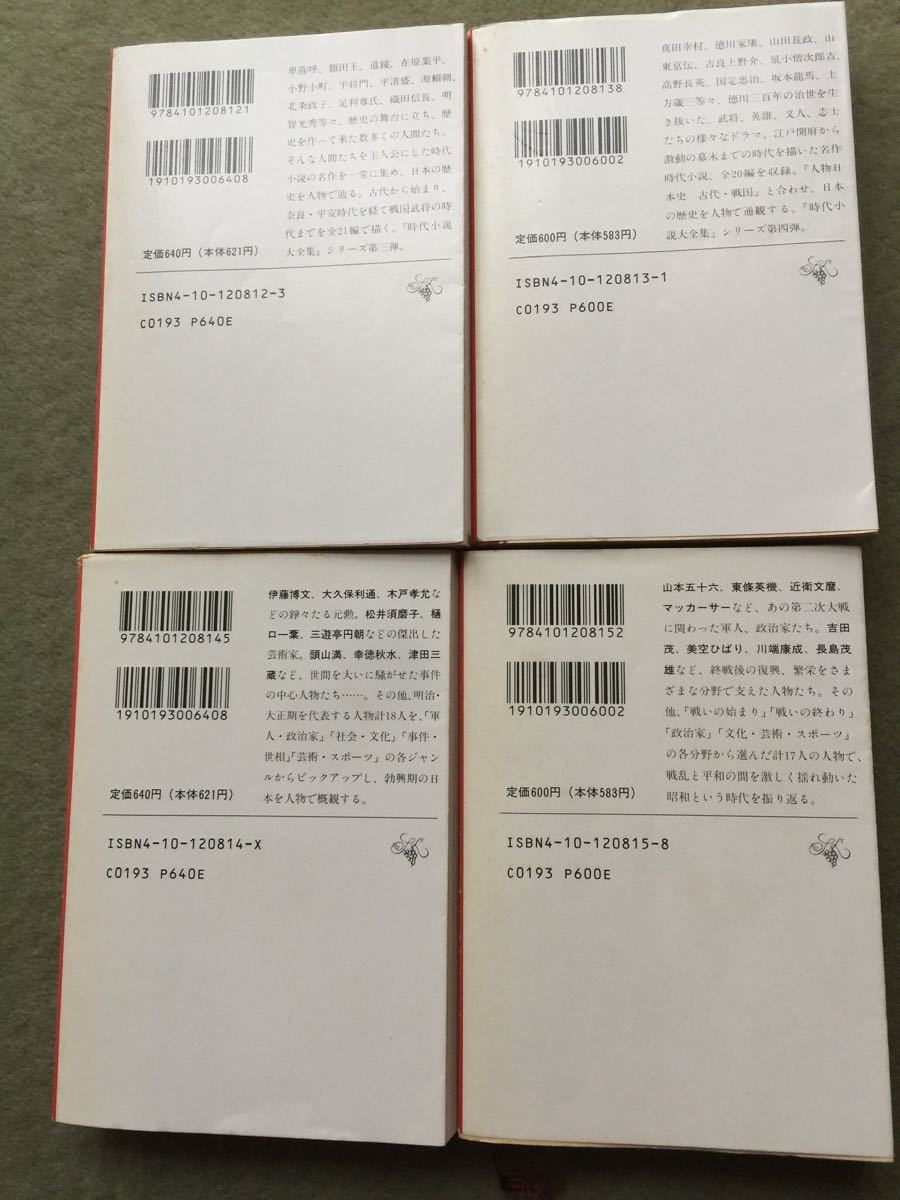 9784101208121
1910193006408
卑弥呼、額田王、道鏡、在原業平、
小野小町、平将門、平清盛、源頼朝、
北条政子、足利尊氏、織田信長、明
智光秀等々、歴史の舞台に立ち、歴
史を作って来た数多くの人間たち。
そんな人間たちを主人公にした時代
小説の名作を一堂に集め、日本の歴
史を人物で辿る。古代から始まり、
奈良・平安時代を経て戦国武将の時
代までを全21編で描く。『時代小説
大全集』シリーズ第三弾。
定価640円(本体621円)
ISBN4-10-120812-3
C0193 P640E
9784101208138
1910193006002
真田幸村、徳川家康、山田長政、山
東京伝、吉良上野介、鼠小僧次郎吉、
高野長英、国定忠治、坂本龍馬、土
方歳三等々、徳川三百年の治世を生
き抜いた、武将、英雄、文人、志士
たちの様々なドラマ。江戸開府から
激動の幕末までの時代を描いた名作
時代小説、全20編を収録。『人物日
本史 古代・戦国』と合わせ、日本
の歴史を人物で通観する。『時代小
説大全集』シリーズ第四弾。
定価600円(本体583円)
ISBN4-10-120813-1
C0193 P600E
9784101208145
1910193006408
伊藤博文、大久保利通、木戸孝允な
どの錚々たる元勲。松井須磨子、樋
口一葉、三遊亭円朝などの傑出した
芸術家。頭山満、幸徳秋水、津田三
蔵など、世間を大いに騒がせた事件
の中心人物たち……。その他、明治・
大正期を代表する人物計18人を、「軍
人・政治家」「社会・文化」「事件・
世相」「芸術・スポーツ」の各ジャン
ルからピックアップし、勃興期の日
本を人物で概観する。
定価640円(本体621円)
ISBN4-10-120814-X
C0193 P640E
9784101208152
1910193006002
山本五十六、東條英機、近衛文麿、
マッカーサーなど、あの第二次大戦
に関わった軍人、政治家たち。吉田
茂、美空ひばり、川端康成、長島茂
雄など、終戦後の復興、繁栄をさま
ざまな分野で支えた人物たち。その
他、「戦いの始まり」「戦いの終わり」
「政治家」「文化・芸術・スポーツ」
の各分野から選んだ計17人の人物で、
戦乱と平和の間を激しく揺れ動いた
昭和という時代を振り返る。
定価600円(本体583円)
ISBN4-10-120815-8
C0193 P600E